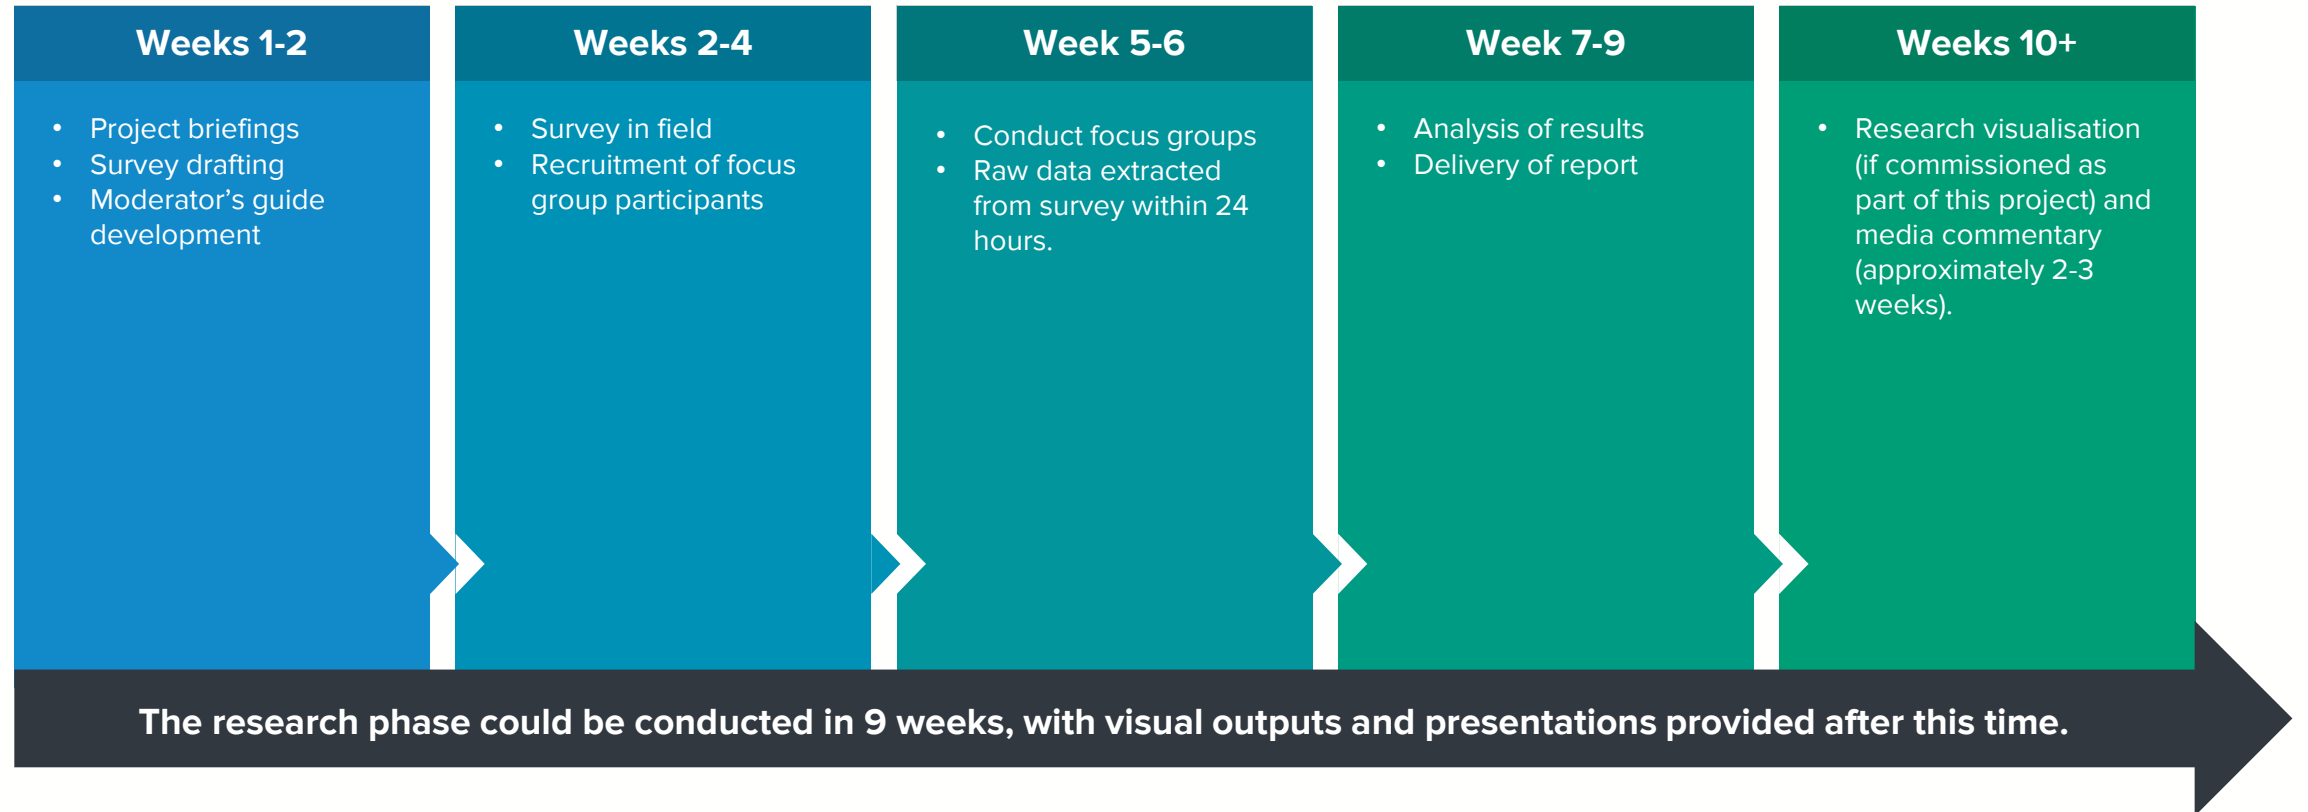 Weeks 1-2
• Project briefings
• Survey drafting
• Moderator’s guide
development
Weeks 2-4
• Survey in field
• Recruitment of focus
group participants
Week 5-6
• Conduct focus groups
• Raw data extracted
from survey within 24
hours.
Week 7-9
• Analysis of results
• Delivery of report
Weeks 10+
• Research visualisation
(if commissioned as
part of this project) and
media commentary
(approximately 2-3
weeks).
The research phase could be conducted in 9 weeks, with visual outputs and presentations provided after this time.